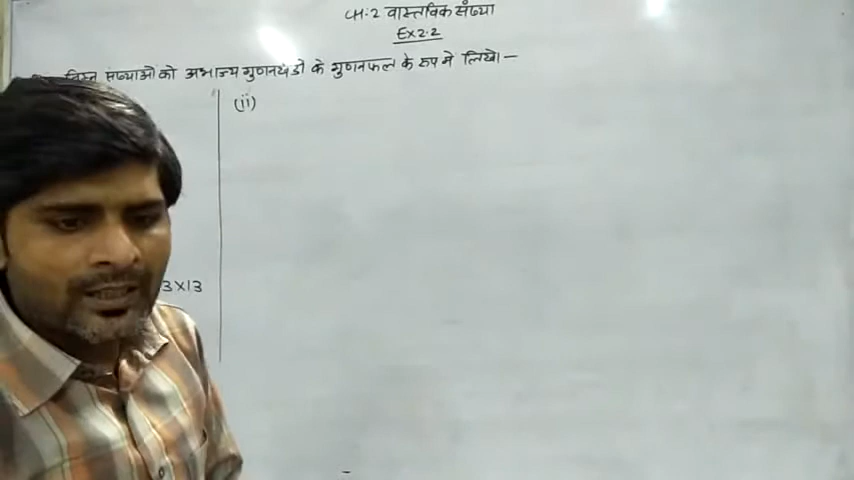 CH:2 वास्तविक संख्या
Ex 2.2
संख्याओं को अभाज्य गुणनखंडों के गुणनफल के रूप में लिखो।-
(ii)
3×13